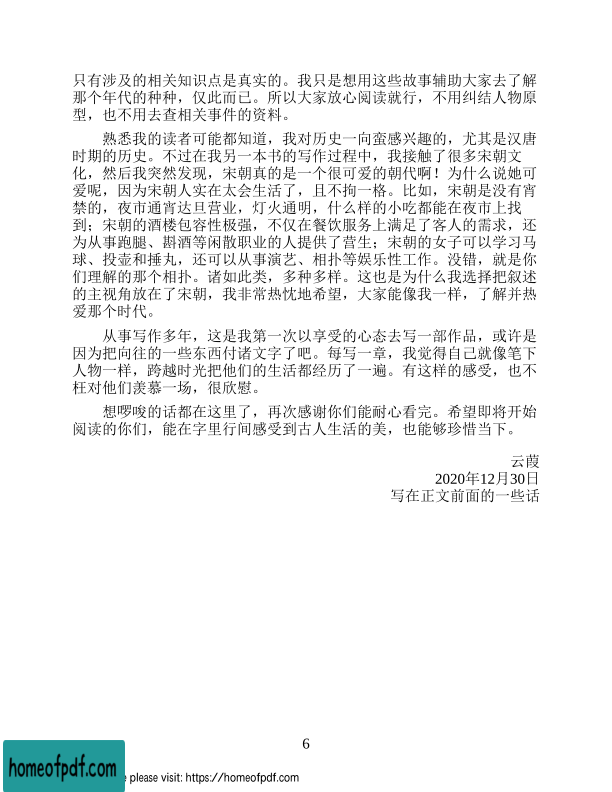 只有涉及的相关知识点是真实的。我只是想用这些故事辅助大家去了解
那个年代的种种，仅此而已。所以大家放心阅读就行，不用纠结人物原
型，也不用去查相关事件的资料。
熟悉我的读者可能都知道，我对历史一向蛮感兴趣的，尤其是汉唐
时期的历史。不过在我另一本书的写作过程中，我接触了很多宋朝文
化，然后我突然发现，宋朝真的是一个很可爱的朝代啊！为什么说她可
爱呢，因为宋朝人实在太会生活了，且不拘一格。比如，宋朝是没有宵
禁的，夜市通宵达旦营业，灯火通明，什么样的小吃都能在夜市上找
到；宋朝的酒楼包容性极强，不仅在餐饮服务上满足了客人的需求，还
为从事跑腿、斟酒等闲散职业的人提供了营生；宋朝的女子可以学习马
球、投壶和捶丸，还可以从事演艺、相扑等娱乐性工作。没错，就是你
们理解的那个相扑。诸如此类，多种多样。这也是为什么我选择把叙述
的主视角放在了宋朝，我非常热忱地希望，大家能像我一样，了解并热
爱那个时代。
从事写作多年，这是我第一次以享受的心态去写一部作品，或许是
因为把向往的一些东西付诸文字了吧。每写一章，我觉得自己就像笔下
人物一样，跨越时光把他们的生活都经历了一遍。有这样的感受，也不
枉对他们羡慕一场，很欣慰。
想啰唆的话都在这里了，再次感谢你们能耐心看完。希望即将开始
阅读的你们，能在字里行间感受到古人生活的美，也能够珍惜当下。
云葭
2020年12月30日
写在正文前面的一些话
6
homeofpdf.com
please visit: https://homeofpdf.com